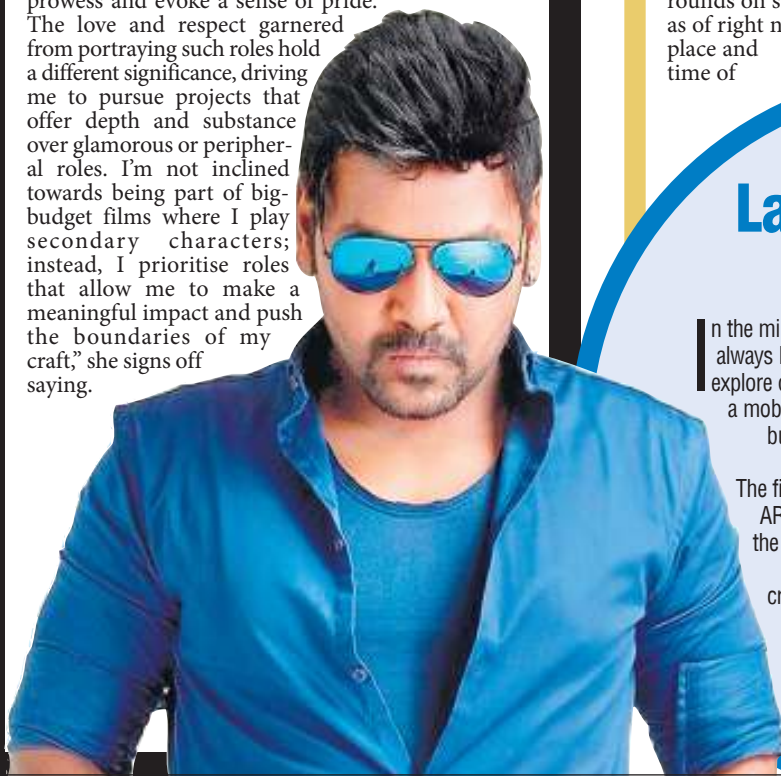 prowess and evoke a sense of pride.
The love and respect garnered
from portraying such roles hold
a different significance, driving
me to pursue projects that
offer depth and substance
over glamorous or peripher-
al roles. I’m not inclined
towards being part of big-
budget films where I play
secondary characters;
instead, I prioritise roles
that allow me to make a
meaningful impact and push
the boundaries of my
craft,” she signs off
saying.
rounds on s
as of right n
place and
time of
La
In the mi
always
explore
a mob
bu
The fi
AP
the
cr